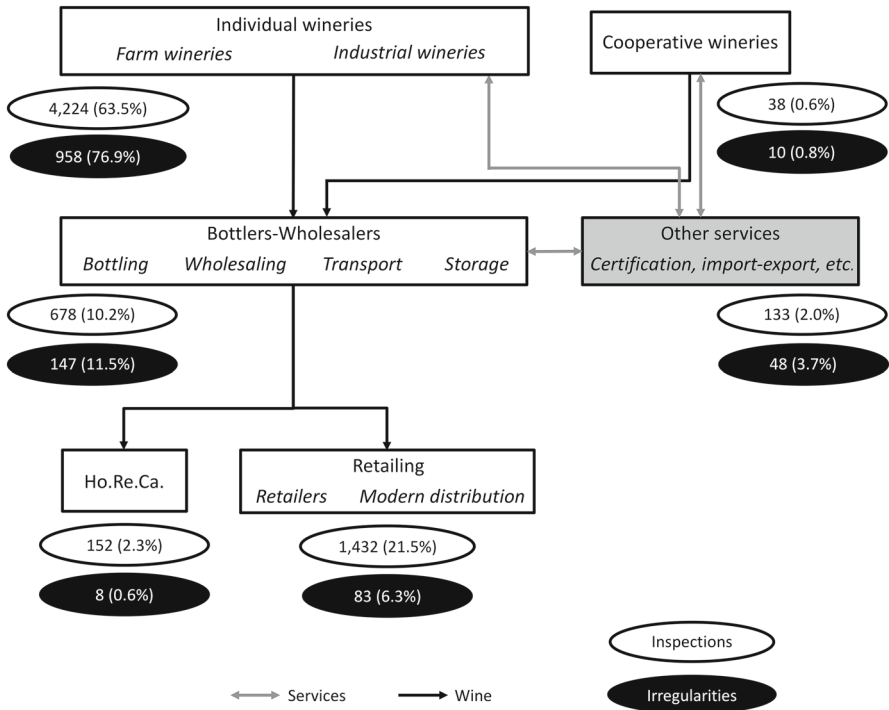 Individual wineries
Farm wineries Industrial wineries
Cooperative wineries
4,224 (63.5%)
958 (76.9%)
38 (0.6%)
10 (0.8%)
Bottlers-Wholesalers
Bottling Wholesaling Transport Storage
Other services
Certification, import-export, etc.
678 (10.2%)
147 (11.5%)
133 (2.0%)
48 (3.7%)
Ho.Re.Ca.
Retailing
Retailers Modern distribution
152 (2.3%)
8 (0.6%)
1,432 (21.5%)
83 (6.3%)
Inspections
Irregularities
Services
Wine